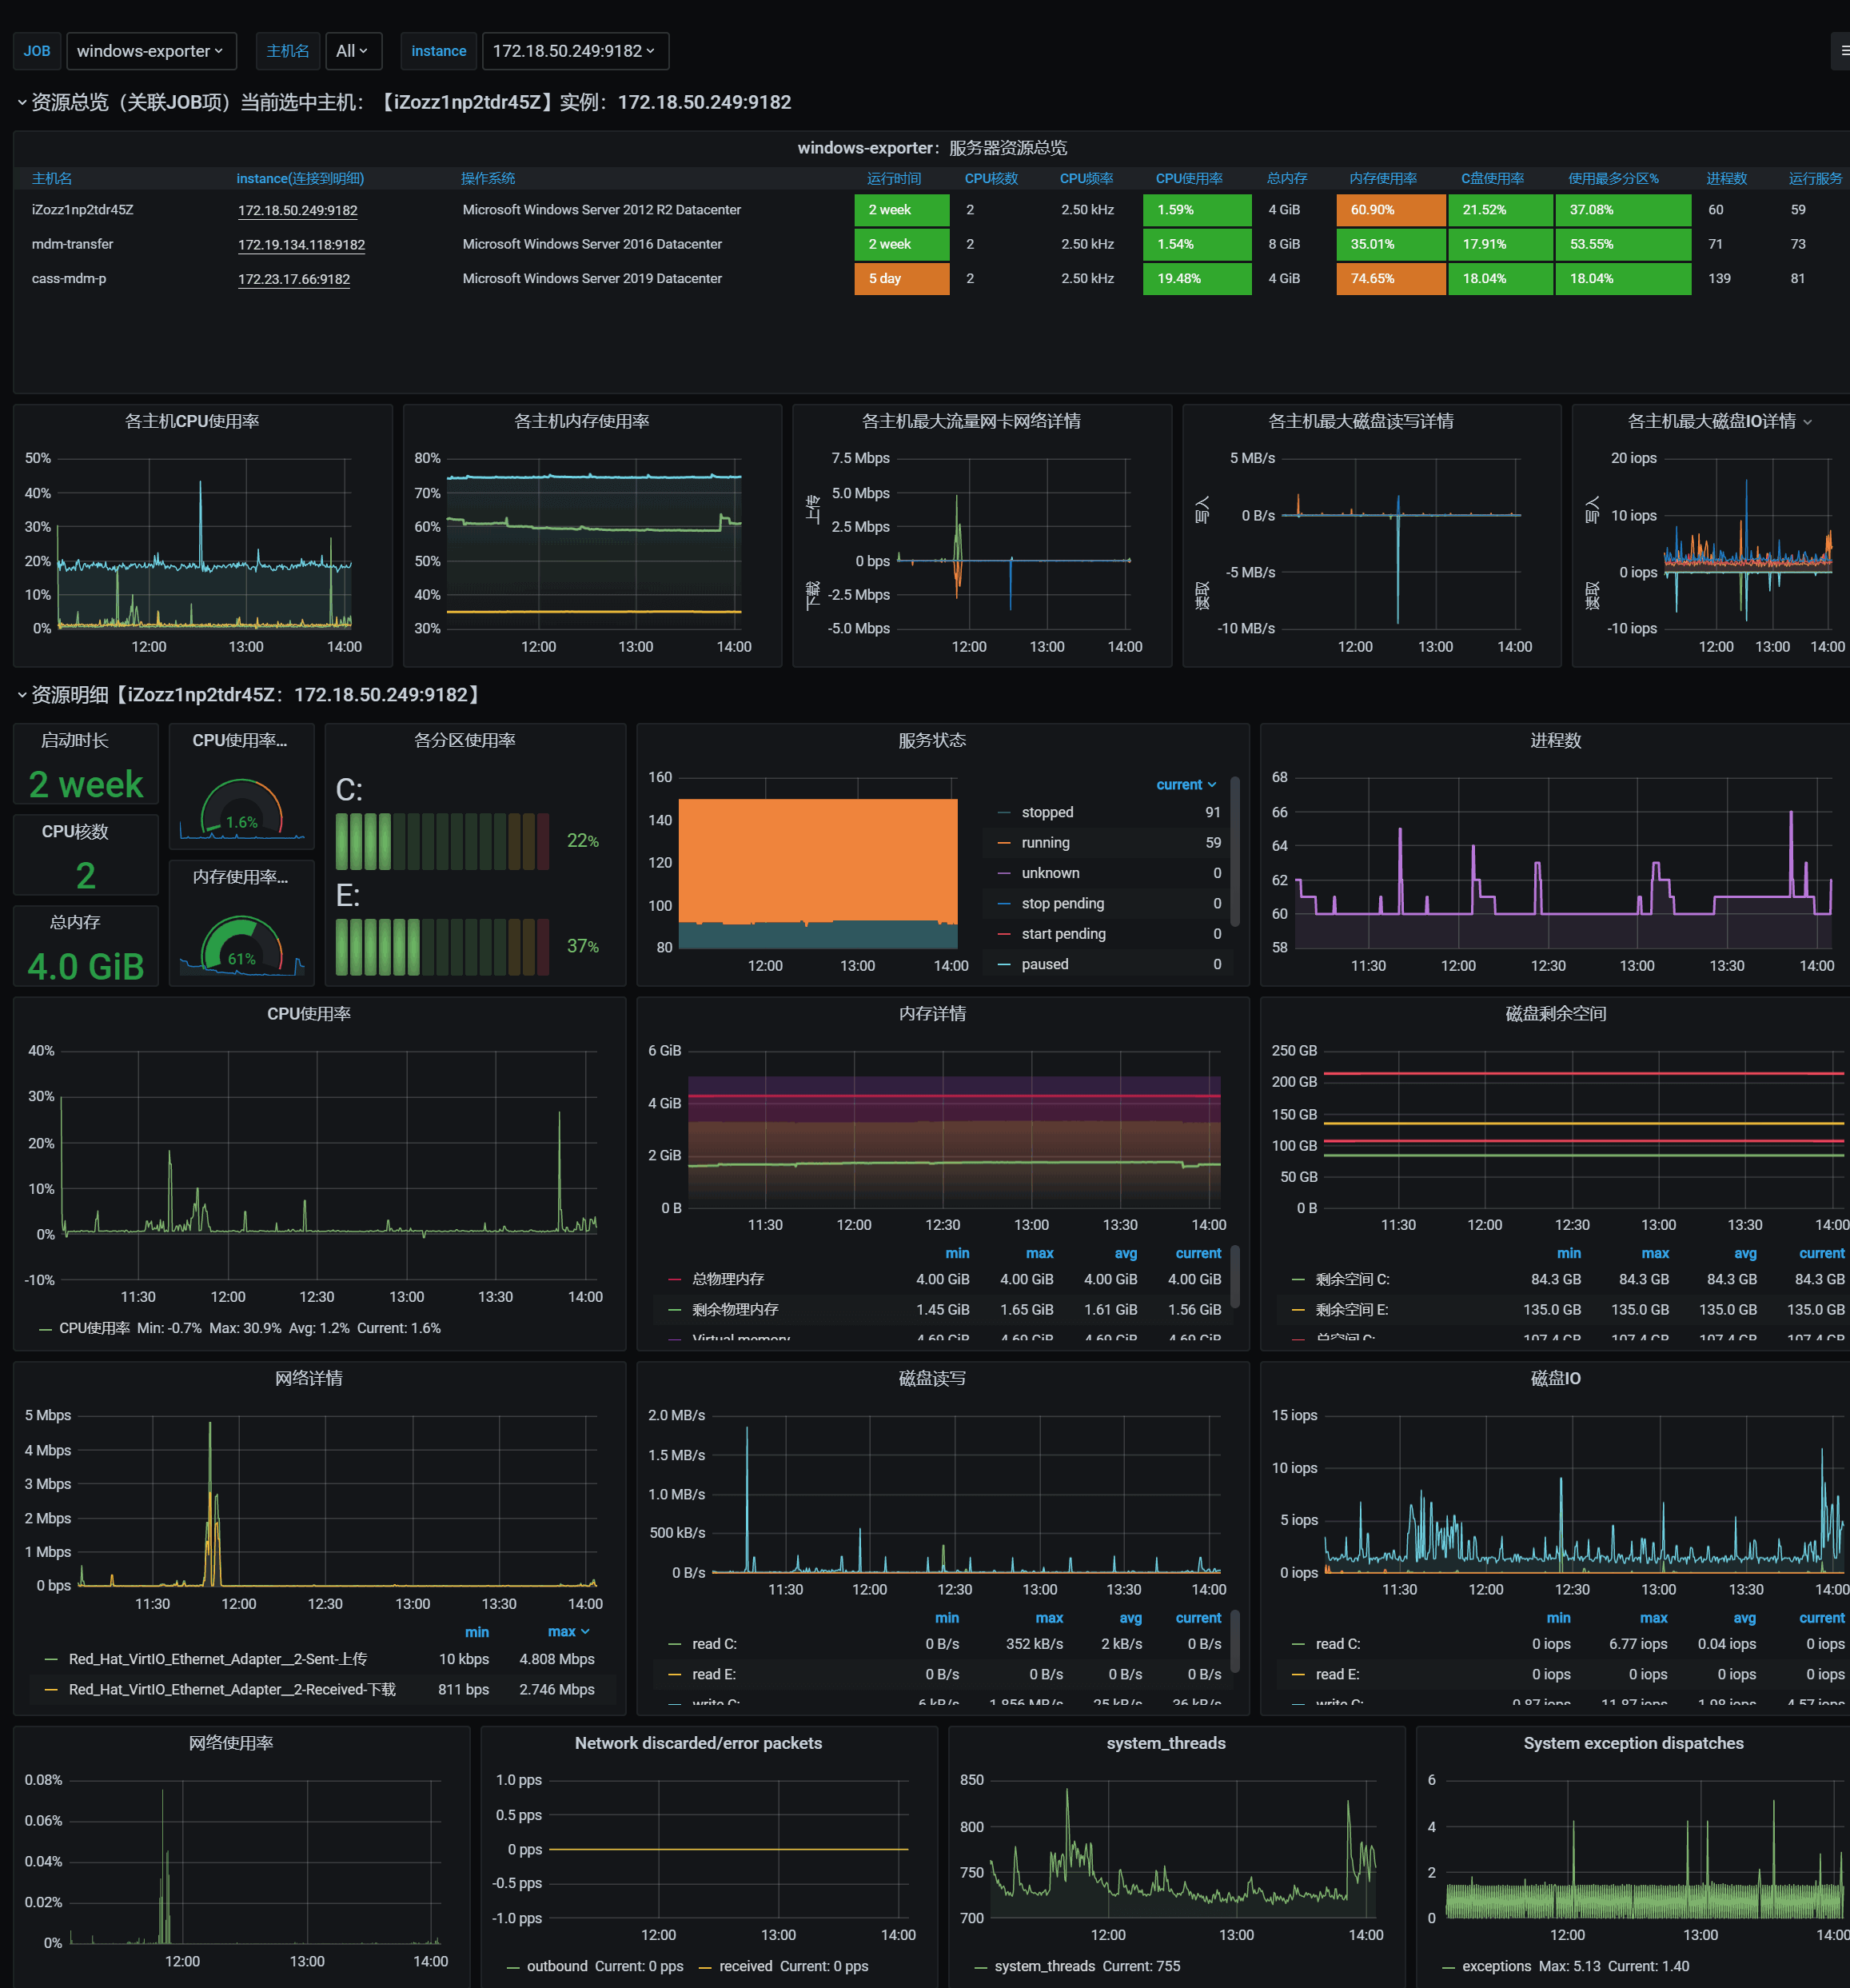 JOB windows-exporter 主机名 All instance 172.18.50.249:9182
资源总览（关联JOB项）当前选中主机：【iZozz1np2tdr45Z】实例：172.18.50.249:9182
windows-exporter：服务器资源总览
主机名 instance(连接到明细) 操作系统 运行时间 CPU核数 CPU频率 CPU使用率 总内存 内存使用率 C盘使用率 使用最多分区% 进程数 运行服务
iZozz1np2tdr45Z 172.18.50.249:9182 Microsoft Windows Server 2012 R2 Datacenter 2 week 2 2.50 kHz 1.59% 4 GiB 60.90% 21.52% 37.08% 60 59
mdm-transfer 172.19.134.118:9182 Microsoft Windows Server 2016 Datacenter 2 week 2 2.50 kHz 1.54% 8 GiB 35.01% 17.91% 53.55% 71 73
cass-mdm-p 172.23.17.66:9182 Microsoft Windows Server 2019 Datacenter 5 day 2 2.50 kHz 19.48% 4 GiB 74.65% 18.04% 18.04% 139 81
各主机CPU使用率
50%
40%
30%
20%
10%
0%
12:00 13:00 14:00
各主机内存使用率
80%
70%
60%
50%
40%
30%
12:00 13:00 14:00
各主机最大流量网卡网络详情
上传
下载
7.5 Mbps
5.0 Mbps
2.5 Mbps
0 bps
-2.5 Mbps
-5.0 Mbps
12:00 13:00 14:00
各主机最大磁盘读写详情
写入
读取
5 MB/s
0 B/s
-5 MB/s
-10 MB/s
12:00 13:00 14:00
各主机最大磁盘IO详情
写入
读取
20 iops
10 iops
0 iops
-10 iops
12:00 13:00 14:00
资源明细【iZozz1np2tdr45Z：172.18.50.249:9182】
启动时长
2 week
CPU核数
2
总内存
4.0 GiB
CPU使用率...
1.6%
内存使用率...
61%
各分区使用率
C:
22%
E:
37%
服务状态
160
140
120
100
80
12:00 13:00 14:00
current
stopped 91
running 59
unknown 0
stop pending 0
start pending 0
paused 0
进程数
68
66
64
62
60
58
11:30 12:00 12:30 13:00 13:30 14:00
CPU使用率
40%
30%
20%
10%
0%
-10%
11:30 12:00 12:30 13:00 13:30 14:00
CPU使用率 Min: -0.7% Max: 30.9% Avg: 1.2% Current: 1.6%
内存详情
6 GiB
4 GiB
2 GiB
0 B
11:30 12:00 12:30 13:00 13:30 14:00
min max avg current
总物理内存 4.00 GiB 4.00 GiB 4.00 GiB 4.00 GiB
剩余物理内存 1.45 GiB 1.65 GiB 1.61 GiB 1.56 GiB
Virtual memory 4.69 GiB 4.69 GiB 4.69 GiB 4.69 GiB
磁盘剩余空间
250 GB
200 GB
150 GB
100 GB
50 GB
0 B
11:30 12:00 12:30 13:00 13:30 14:00
min max avg current
剩余空间 C: 84.3 GB 84.3 GB 84.3 GB 84.3 GB
剩余空间 E: 135.0 GB 135.0 GB 135.0 GB 135.0 GB
总空间 C: 107.4 GB 107.4 GB 107.4 GB 107.4 GB
网络详情
5 Mbps
4 Mbps
3 Mbps
2 Mbps
1 Mbps
0 bps
11:30 12:00 12:30 13:00 13:30 14:00
min max
Red_Hat_VirtIO_Ethernet_Adapter__2-Sent-上传 10 kbps 4.808 Mbps
Red_Hat_VirtIO_Ethernet_Adapter__2-Received-下载 811 bps 2.746 Mbps
磁盘读写
2.0 MB/s
1.5 MB/s
1.0 MB/s
500 kB/s
0 B/s
11:30 12:00 12:30 13:00 13:30 14:00
min max avg current
read C: 0 B/s 352 kB/s 2 kB/s 0 B/s
read E: 0 B/s 0 B/s 0 B/s 0 B/s
write C: 6 kB/s 1.856 MB/s 25 kB/s 36 kB/s
磁盘IO
15 iops
10 iops
5 iops
0 iops
11:30 12:00 12:30 13:00 13:30 14:00
min max avg current
read C: 0 iops 6.77 iops 0.04 iops 0 iops
read E: 0 iops 0 iops 0 iops 0 iops
write C: 0.87 iops 11.87 iops 1.98 iops 4.57 iops
网络使用率
0.08%
0.06%
0.04%
0.02%
0%
12:00 13:00 14:00
Network discarded/error packets
1.0 pps
0.5 pps
0 pps
-0.5 pps
-1.0 pps
12:00 13:00 14:00
outbound Current: 0 pps received Current: 0 pps
system_threads
850
800
750
700
12:00 13:00 14:00
system_threads Current: 755
System exception dispatches
6
4
2
0
12:00 13:00 14:00
exceptions Max: 5.13 Current: 1.40